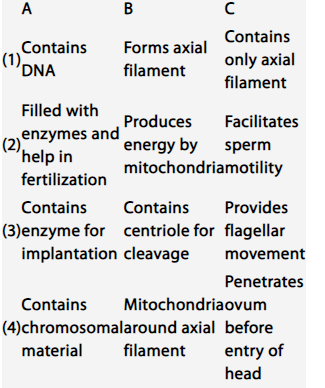 A B C
(1) Contains DNA Forms axial filament Contains only axial filament
(2) Filled with enzymes and help in fertilization Produces energy by mitochondria Facilitates sperm motility
(3) Contains enzyme for implantation Contains centriole for cleavage Provides flagellar movement
(4) Contains chromosomal material Mitochondria around axial filament Penetrates ovum before entry of head